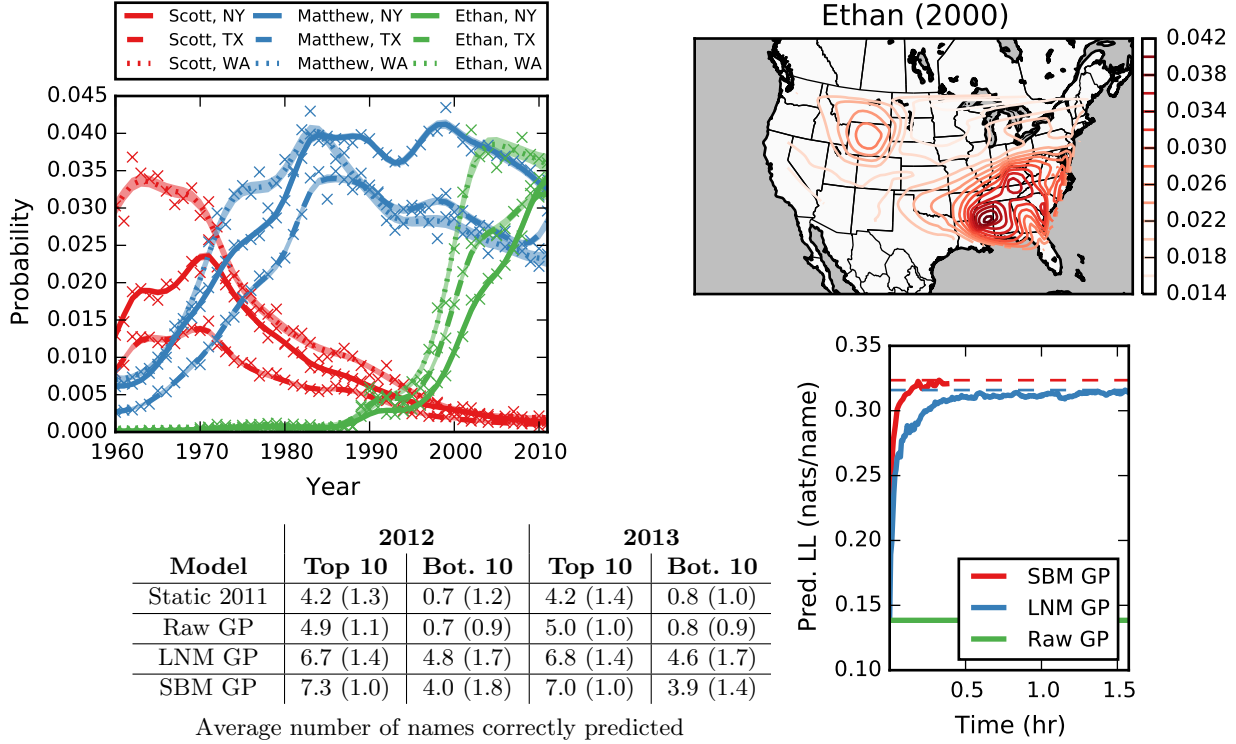 Scott, NY Matthew, NY Ethan, NY
Scott, TX Matthew, TX Ethan, TX
Scott, WA Matthew, WA Ethan, WA
0.045
0.040
0.035
0.030
0.025
0.020
0.015
0.010
0.005
0.000
Probability
1960 1970 1980 1990 2000 2010
Year
Ethan (2000)
0.042
0.038
0.034
0.030
0.026
0.022
0.018
0.014
0.35
0.30
0.25
0.20
0.15
0.10
Pred. LL (nats/name)
SBM GP
LNM GP
Raw GP
0.5 1.0 1.5
Time (hr)
2012 2013
Model Top 10 Bot. 10 Top 10 Bot. 10
Static 2011 4.2 (1.3) 0.7 (1.2) 4.2 (1.4) 0.8 (1.0)
Raw GP 4.9 (1.1) 0.7 (0.9) 5.0 (1.0) 0.8 (0.9)
LNM GP 6.7 (1.4) 4.8 (1.7) 6.8 (1.4) 4.6 (1.7)
SBM GP 7.3 (1.0) 4.0 (1.8) 7.0 (1.0) 3.9 (1.4)
Average number of names correctly predicted